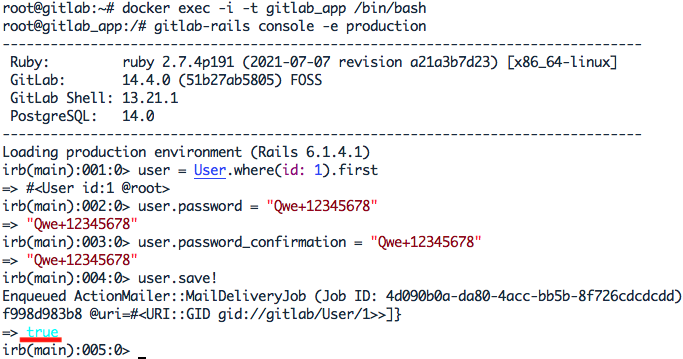 root@gitlab:~# docker exec -i -t gitlab_app /bin/bash
root@gitlab_app:/# gitlab-rails console -e production
--------------------------------------------------------------------------------
Ruby: ruby 2.7.4p191 (2021-07-07 revision a21a3b7d23) [x86_64-linux]
GitLab: 14.4.0 (51b27ab5805) FOSS
GitLab Shell: 13.21.1
PostgreSQL: 14.0
--------------------------------------------------------------------------------
Loading production environment (Rails 6.1.4.1)
irb(main):001:0> user = User.where(id: 1).first
=> #<User id:1 @root>
irb(main):002:0> user.password = "Qwe+12345678"
=> "Qwe+12345678"
irb(main):003:0> user.password_confirmation = "Qwe+12345678"
=> "Qwe+12345678"
irb(main):004:0> user.save!
Enqueued ActionMailer::MailDeliveryJob (Job ID: 4d090b0a-da80-4acc-bb5b-8f726cdcdcdd)
f998d983b8 @uri=#<URI::GID gid://gitlab/User/1>>]}
=> true
irb(main):005:0> _